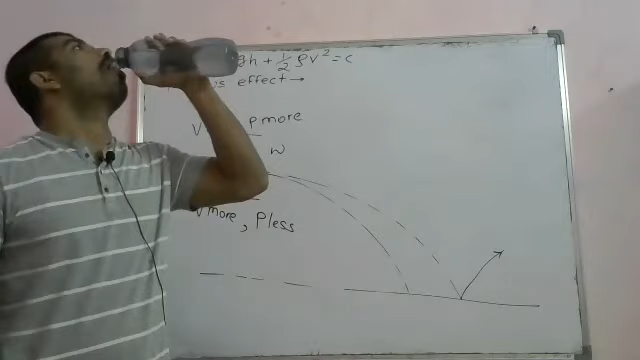 gh + 1/2 ρv² = c
effect →
V P more
w
V more, P less